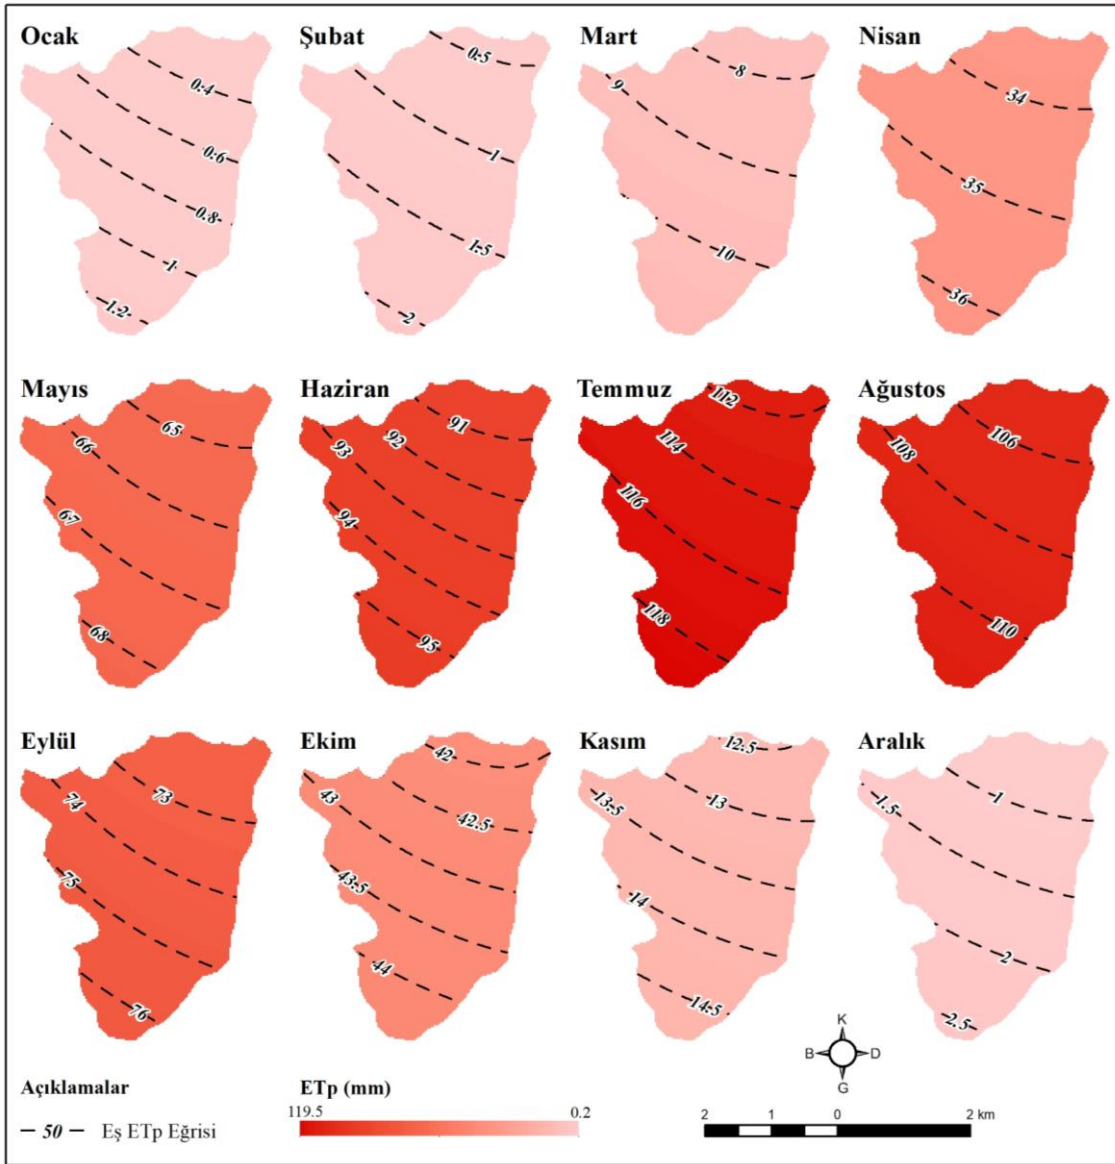 Ocak
0.4
0.6
0.8
1
1.2
Şubat
0.5
1
1.5
2
Mart
8
9
10
Nisan
34
35
36
Mayıs
65
66
67
68
Haziran
91
92
93
94
95
Temmuz
112
114
116
118
Ağustos
106
108
110
Eylül
73
74
75
76
Ekim
42
42.5
43
43.5
44
Kasım
12.5
13
13.5
14
14.5
Aralık
1
1.5
2
2.5
K
B D
G
Açıklamalar
50 Eş ETp Eğrisi
ETp (mm)
119.5 0.2
2 1 0 2 km